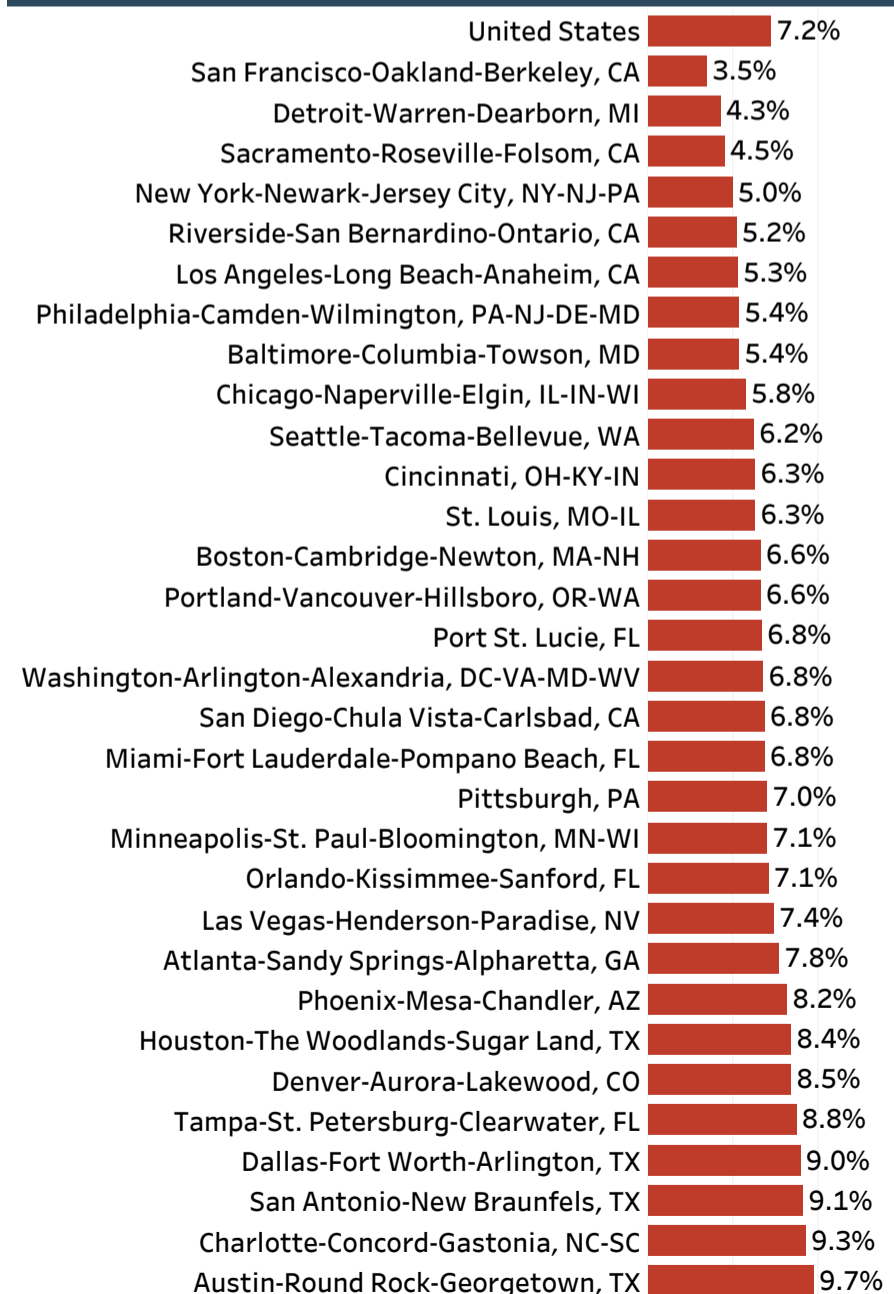 United States 7.2%
San Francisco-Oakland-Berkeley, CA 3.5%
Detroit-Warren-Dearborn, MI 4.3%
Sacramento-Roseville-Folsom, CA 4.5%
New York-Newark-Jersey City, NY-NJ-PA 5.0%
Riverside-San Bernardino-Ontario, CA 5.2%
Los Angeles-Long Beach-Anaheim, CA 5.3%
Philadelphia-Camden-Wilmington, PA-NJ-DE-MD 5.4%
Baltimore-Columbia-Towson, MD 5.4%
Chicago-Naperville-Elgin, IL-IN-WI 5.8%
Seattle-Tacoma-Bellevue, WA 6.2%
Cincinnati, OH-KY-IN 6.3%
St. Louis, MO-IL 6.3%
Boston-Cambridge-Newton, MA-NH 6.6%
Portland-Vancouver-Hillsboro, OR-WA 6.6%
Port St. Lucie, FL 6.8%
Washington-Arlington-Alexandria, DC-VA-MD-WV 6.8%
San Diego-Chula Vista-Carlsbad, CA 6.8%
Miami-Fort Lauderdale-Pompano Beach, FL 6.8%
Pittsburgh, PA 7.0%
Minneapolis-St. Paul-Bloomington, MN-WI 7.1%
Orlando-Kissimmee-Sanford, FL 7.1%
Las Vegas-Henderson-Paradise, NV 7.4%
Atlanta-Sandy Springs-Alpharetta, GA 7.8%
Phoenix-Mesa-Chandler, AZ 8.2%
Houston-The Woodlands-Sugar Land, TX 8.4%
Denver-Aurora-Lakewood, CO 8.5%
Tampa-St. Petersburg-Clearwater, FL 8.8%
Dallas-Fort Worth-Arlington, TX 9.0%
San Antonio-New Braunfels, TX 9.1%
Charlotte-Concord-Gastonia, NC-SC 9.3%
Austin-Round Rock-Georgetown, TX 9.7%